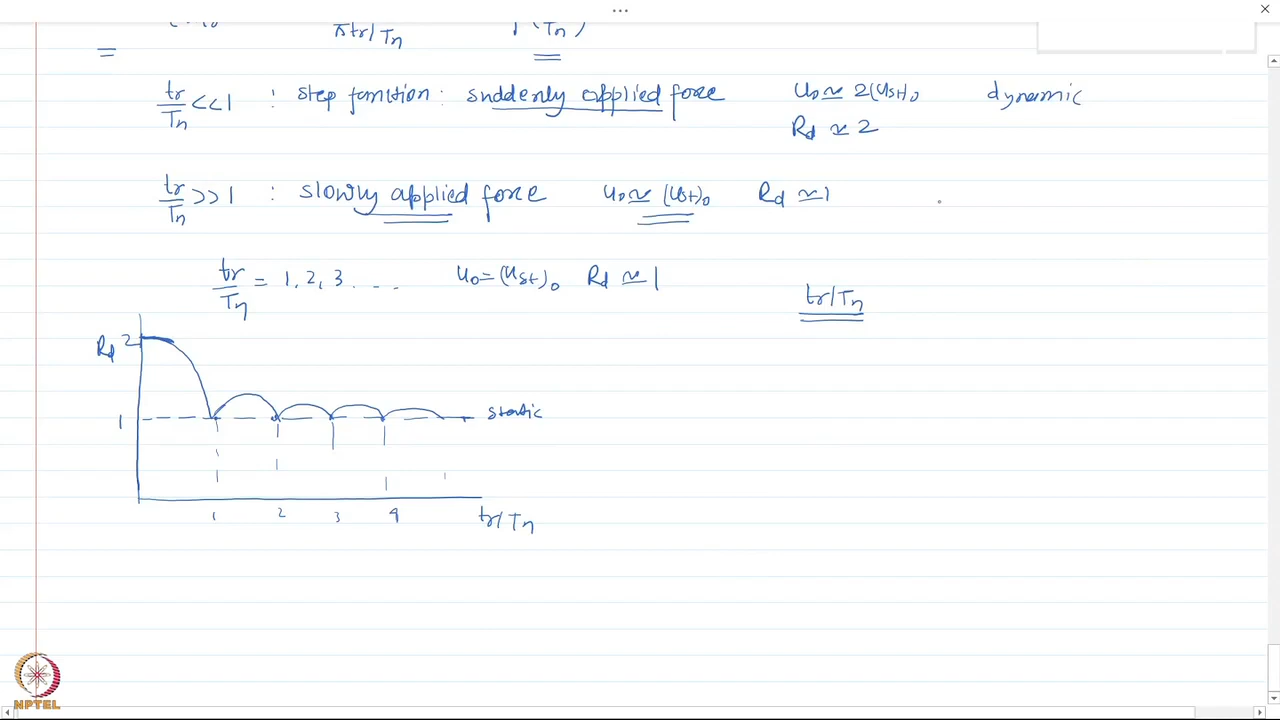 πtr/Tn
=
tr/Tn <<1 : step function : suddenly applied force u0 ≃ 2(ust)0 dynamic
Rd ≃ 2
tr/Tn >>1 : slowly applied force u0 ≃ (ust)0 Rd ≃ 1
tr/Tn = 1, 2, 3 . - - . u0 = (ust)0 Rd ≃ 1
tr/Tn
Rd 2
1 static
1 2 3 4 tr/Tn
NPTEL